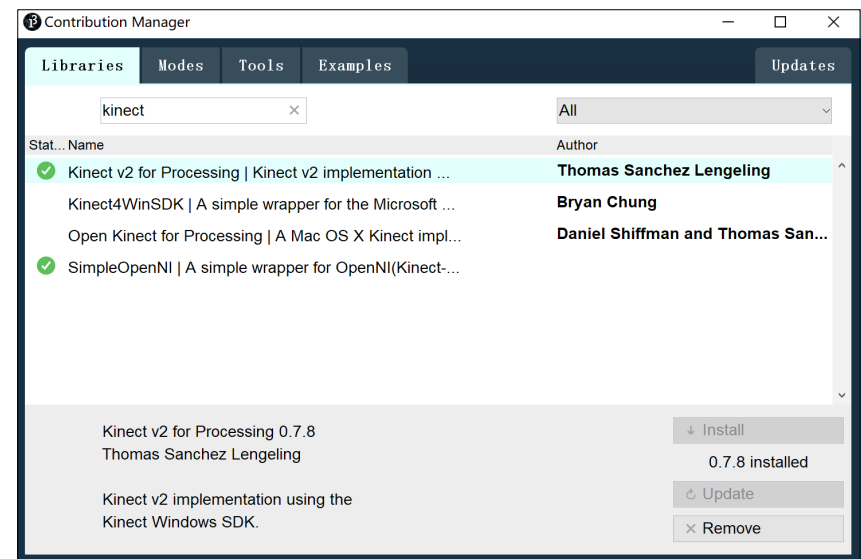 Contribution Manager
Libraries Modes Tools Examples Updates
kinect All
Stat... Name Author
Kinect v2 for Processing | Kinect v2 implementation ... Thomas Sanchez Lengeling
Kinect4WinSDK | A simple wrapper for the Microsoft ... Bryan Chung
Open Kinect for Processing | A Mac OS X Kinect impl... Daniel Shiffman and Thomas San...
SimpleOpenNI | A simple wrapper for OpenNI(Kinect-...
Kinect v2 for Processing 0.7.8
Thomas Sanchez Lengeling
Kinect v2 implementation using the
Kinect Windows SDK.
Install
0.7.8 installed
Update
Remove